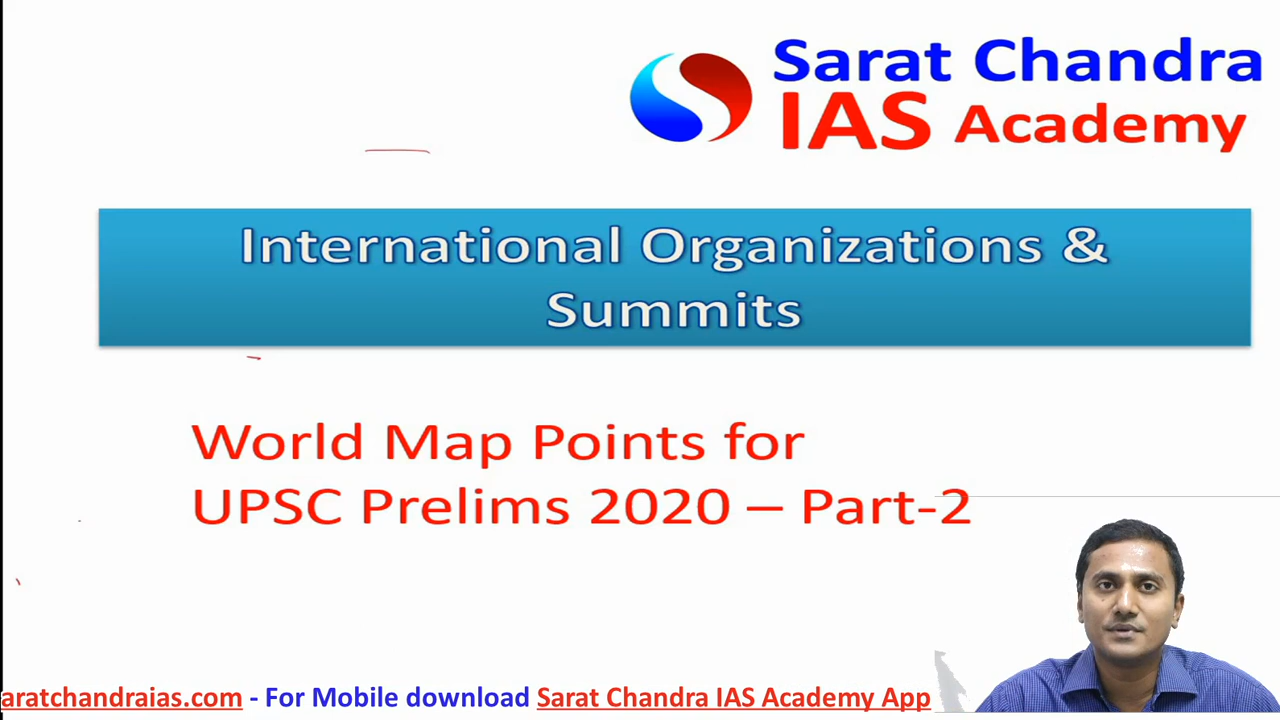 Sarat Chandra
IAS Academy
International Organizations &
Summits
World Map Points for
UPSC Prelims 2020 – Part-2
aratchandraias.com - For Mobile download Sarat Chandra IAS Academy App